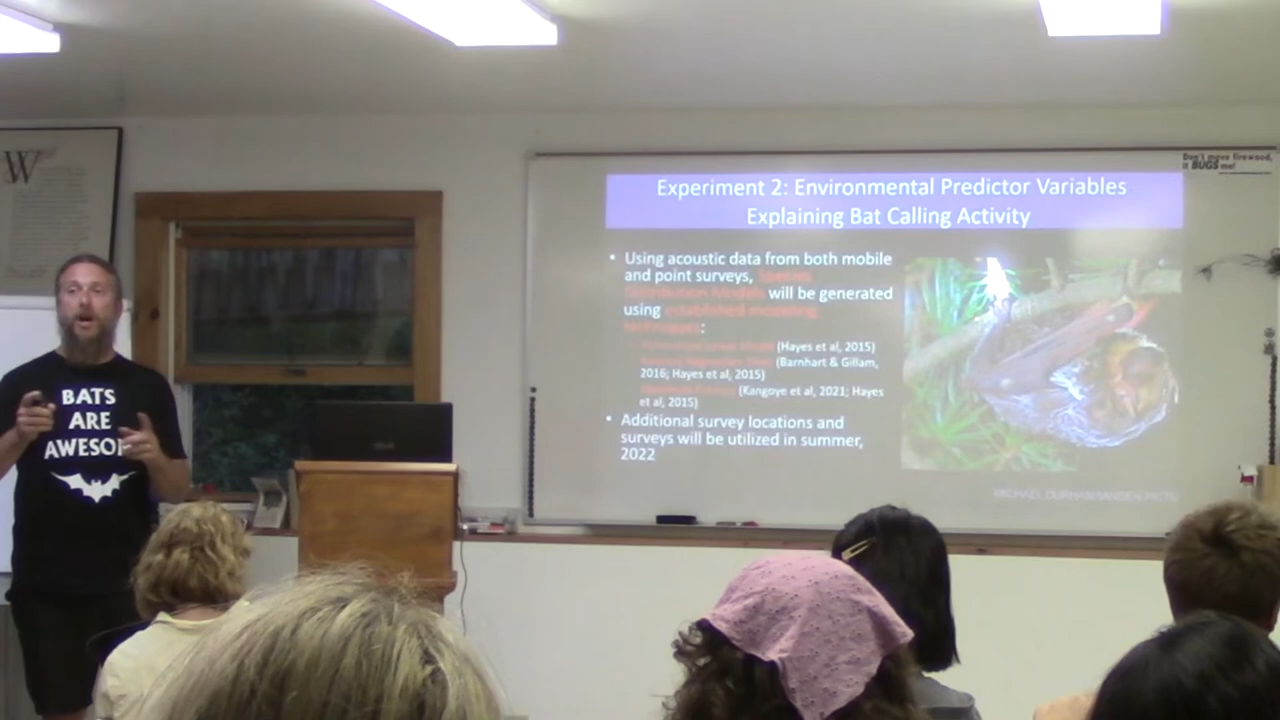 W
Don't move firewood,
it BUGS me!
Experiment 2: Environmental Predictor Variables
Explaining Bat Calling Activity
• Using acoustic data from both mobile
and point surveys, Species
Distribution Models will be generated
using established modeling
techniques:
(Hayes et al, 2015)
(Barnhart & Gillam,
2016; Hayes et al, 2015)
(Kangoye et al, 2021; Hayes
et al, 2015)
• Additional survey locations and
surveys will be utilized in summer,
2022
BATS
ARE
AWESO